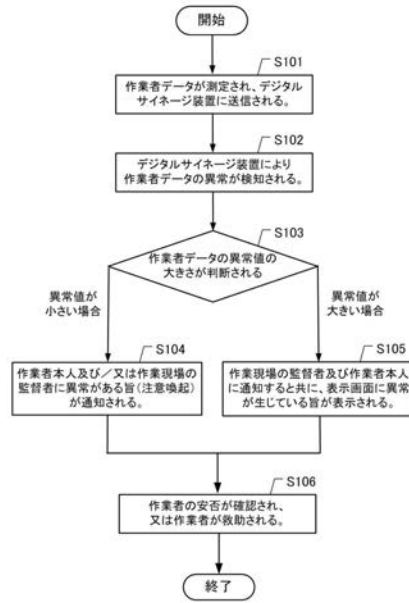 開始
S101
作業者データが測定され、デジタル
サイネージ装置に送信される。
S102
デジタルサイネージ装置により
作業者データの異常が検知される。
S103
作業者データの異常値の
大きさが判断される
異常値が
小さい場合
異常値が
大きい場合
S104
作業者本人及び／又は作業現場の
監督者に異常がある旨(注意喚起)
が通知される。
S105
作業現場の監督者及び作業者本人
に通知すると共に、表示画面に異常
が生じている旨が表示される。
S106
作業者の安否が確認され、
又は作業者が救助される。
終了